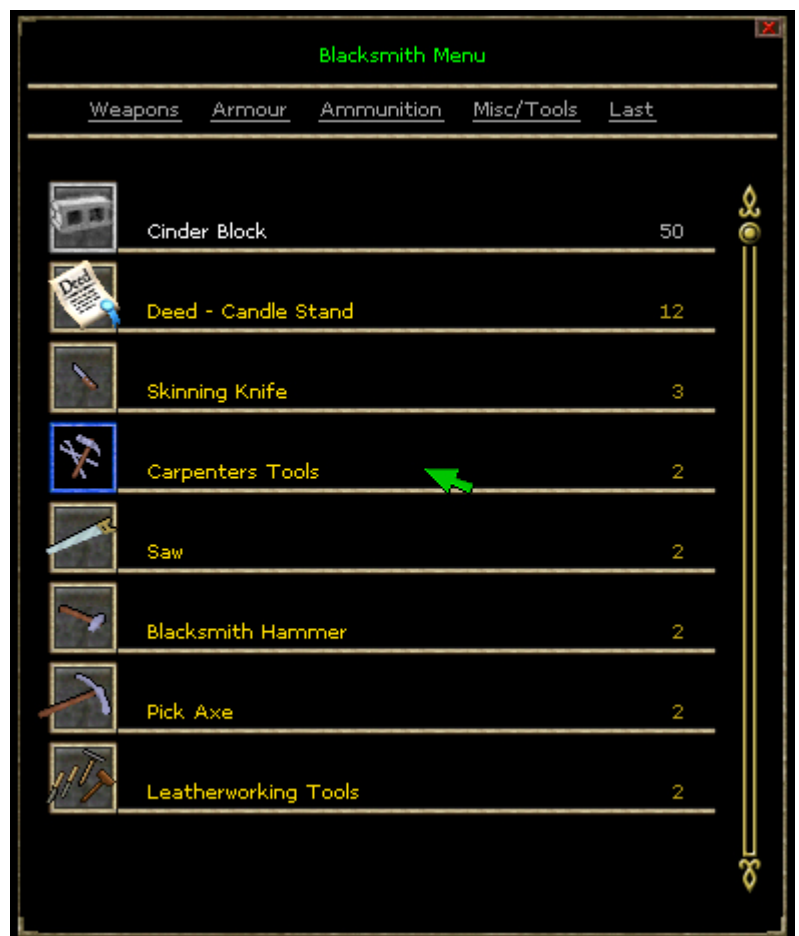 Blacksmith Menu
Weapons Armour Ammunition Misc/Tools Last
Cinder Block 50
Deed
Deed - Candle Stand 12
Skinning Knife 3
Carpenters Tools 2
Saw 2
Blacksmith Hammer 2
Pick Axe 2
Leatherworking Tools 2